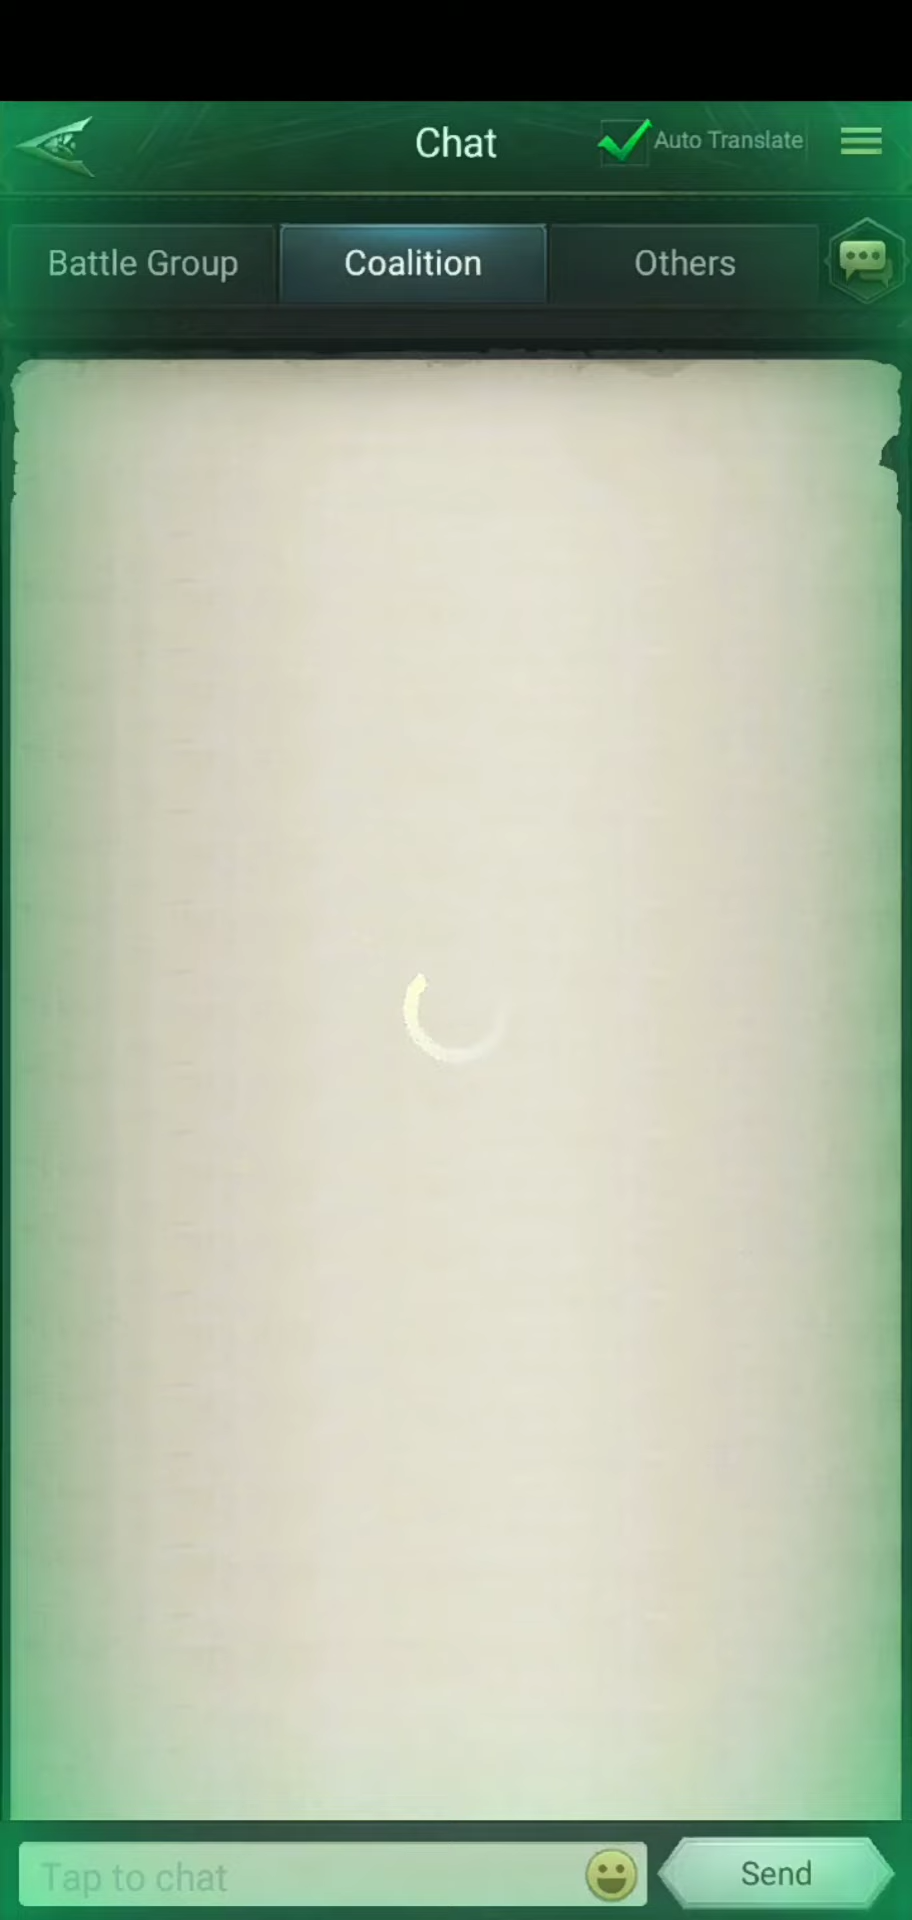 Chat
Auto Translate
Battle Group
Coalition
Others
Tap to chat
Send